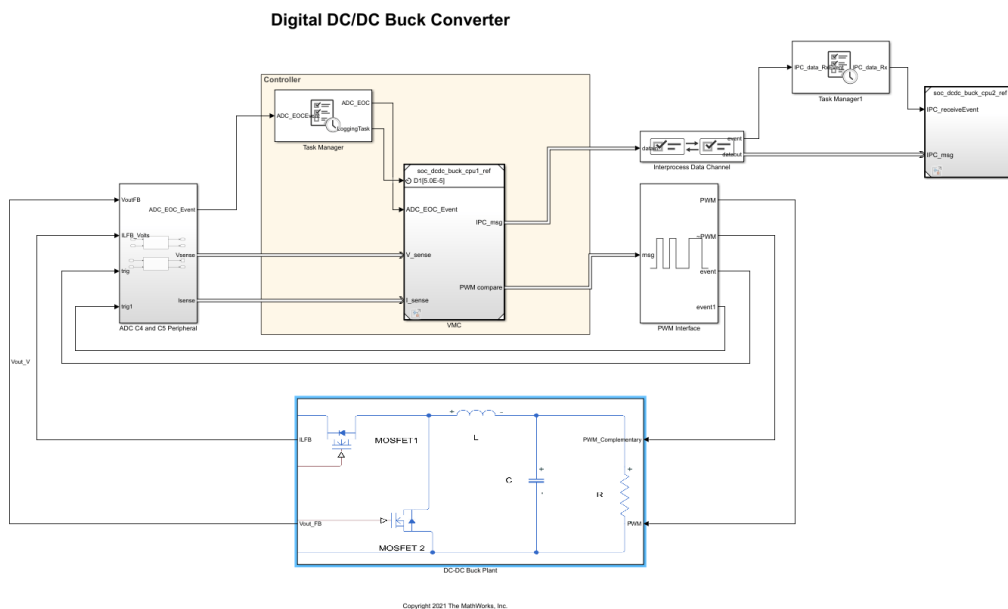 Digital DC/DC Buck Converter
IPC_data_Rx
Task Manager1
soc_dcdc_buck_cpu2_ref
IPC_receiveEvent
IPC_msg
Controller
ADC_EOCEvent
ADC_EOC
LoggingTask
Task Manager
event
dataout
Interprocess Data Channel
soc_dcdc_buck_cpu1_ref
D1[5.0E-5]
ADC_EOC_Event
V_sense
I_sense
IPC_msg
PWM compare
VMC
VoutFB
ILFB_Volts
trig
trig1
ADC_EOC_Event
Vsense
Isense
ADC C4 and C5 Peripheral
msg
PWM
~PWM
event
event1
PWM Interface
Vout_V
ILFB
Vout_FB
MOSFET1
MOSFET 2
+
-
L
C
+
-
R
+
PWM_Complementary
PWM
DC-DC Buck Plant
Copyright 2021 The MathWorks, Inc.